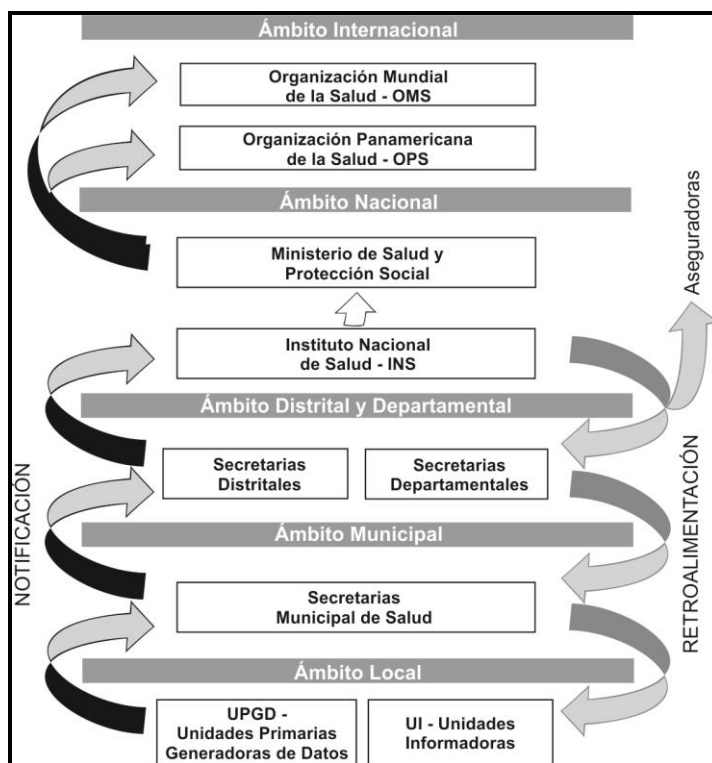 Ámbito Internacional
Organización Mundial
de la Salud - OMS
Organización Panamericana
de la Salud - OPS
Ámbito Nacional
Ministerio de Salud y
Protección Social
Aseguradoras
Instituto Nacional
de Salud - INS
Ámbito Distrital y Departamental
Secretarias
Distritales
Secretarias
Departamentales
NOTIFICACIÓN
RETROALIMENTACIÓN
Ámbito Municipal
Secretarias
Municipal de Salud
Ámbito Local
UPGD -
Unidades Primarias
Generadoras de Datos
UI - Unidades
Informadoras